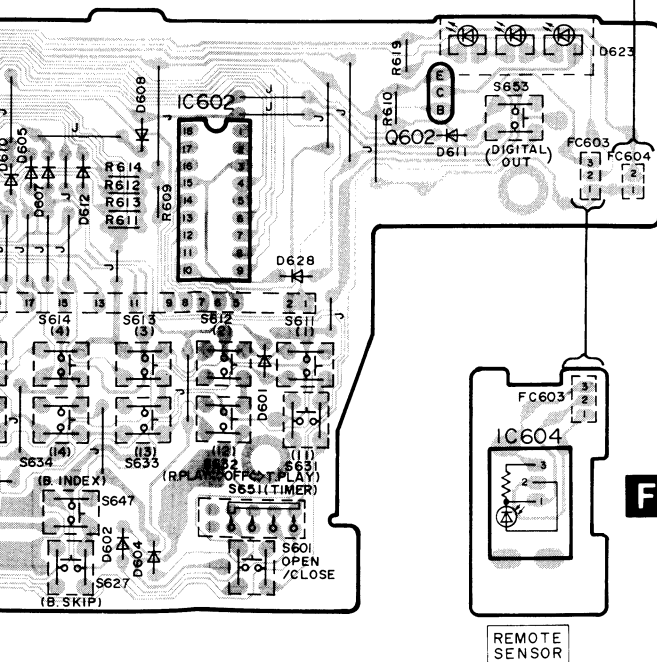 R619
D623
D608
IC602
E
C
B
R610
S653
Q602
D611
(DIGITAL OUT)
FC603
FC604
3
2
1
2
1
J
J
J
J
D610
D605
D607
D612
R614
R612
R613
R611
R609
18 1
17 2
16 3
15 4
14 5
13 6
12 7
11 8
10 9
J
J
J
J
J
D628
17 15 13 11 9 8 7 6 5 2 1
J
S614
(4)
S613
(3)
S612
(2)
S611
(1)
D601
J
J
J
(14)
(13)
(12)
(11)
S634
S633
S632
S631
(B. INDEX)
(R.PLAY⇔OFF⇔T.PLAY)
S651(TIMER)
S647
D602
D604
S601
OPEN
/CLOSE
S627
(B. SKIP)
FC603
3
2
1
IC604
3
2
1
F
REMOTE
SENSOR